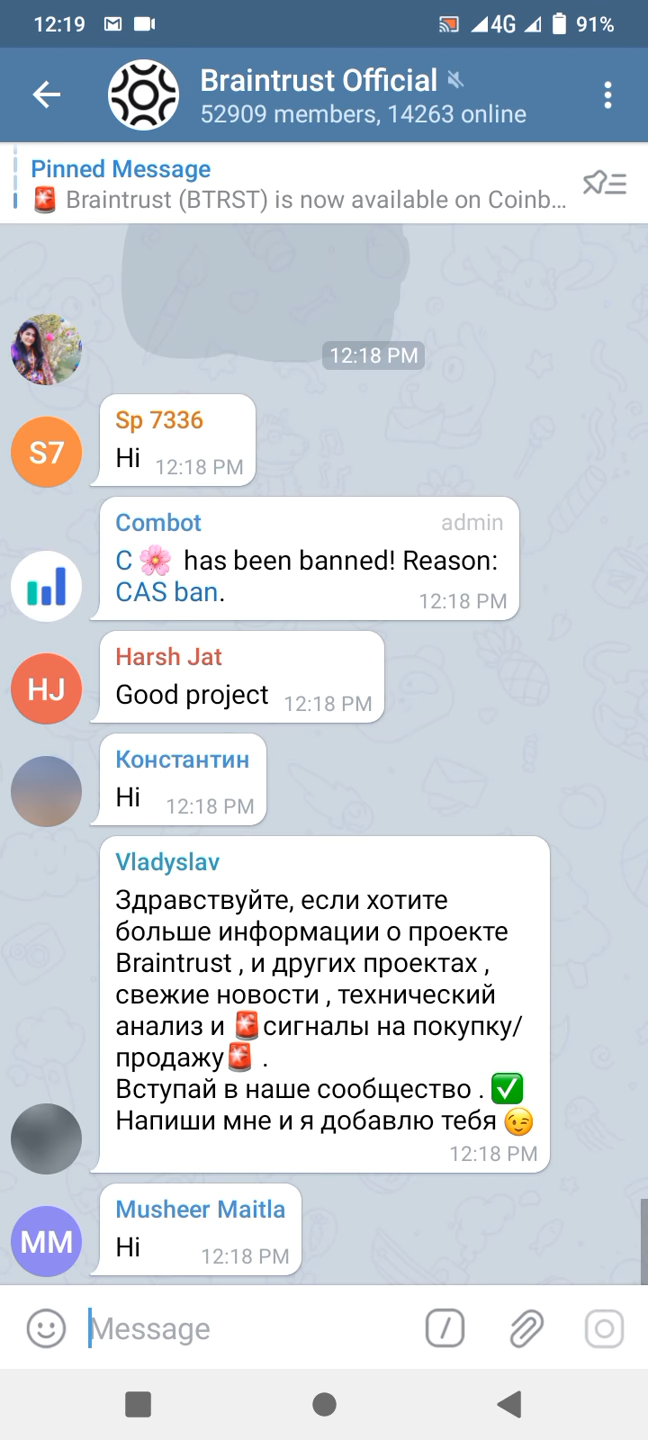 12:19 4G 91%
Braintrust Official
52909 members, 14263 online
Pinned Message
🚨 Braintrust (BTRST) is now available on Coinb...
12:18 PM
S7
Sp 7336
Hi 12:18 PM
Combot admin
C🌸 has been banned! Reason:
CAS ban. 12:18 PM
HJ
Harsh Jat
Good project 12:18 PM
Константин
Hi 12:18 PM
Vladyslav
Здравствуйте, если хотите
больше информации о проекте
Braintrust , и других проектах ,
свежие новости , технический
анализ и 🚨сигналы на покупку/
продажу🚨 .
Вступай в наше сообщество . ✅
Напиши мне и я добавлю тебя 😉
12:18 PM
MM
Musheer Maitla
Hi 12:18 PM
Message